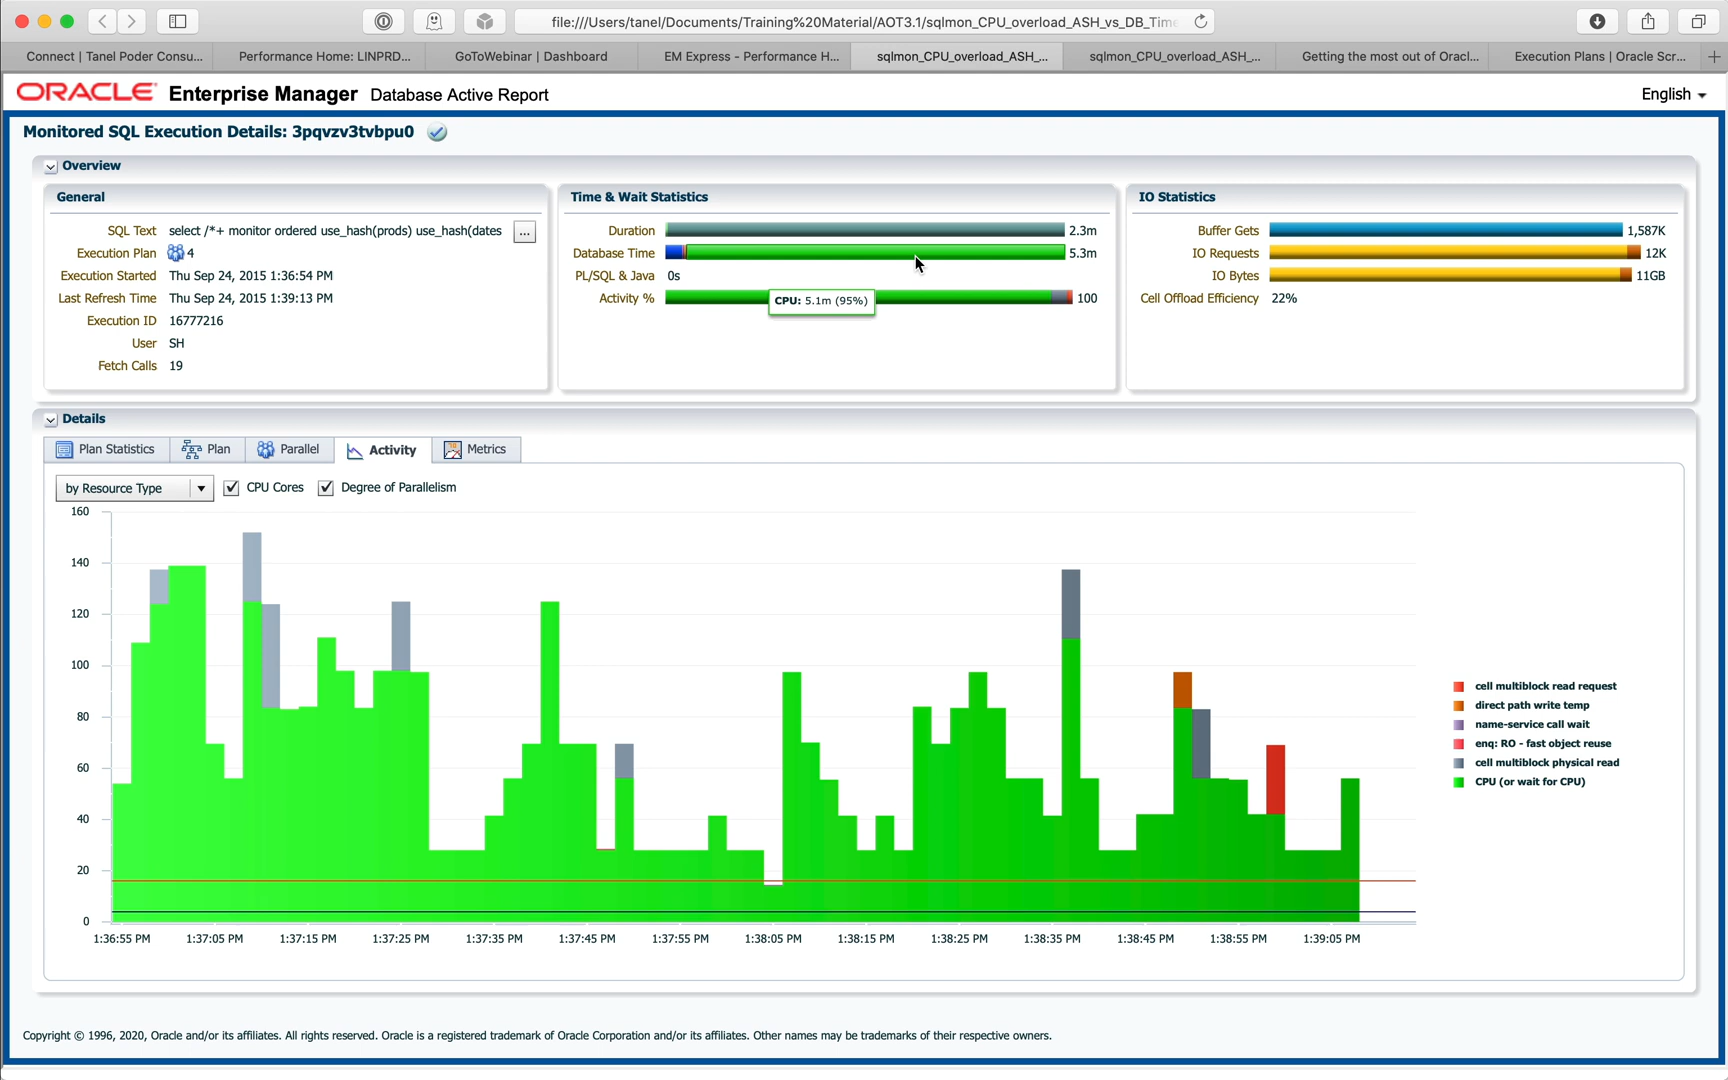 file:///Users/tanel/Documents/Training%20Material/AOT3.1/sqlmon_CPU_overload_ASH_vs_DB_Time
Connect | Tanel Poder Consu...
Performance Home: LINPRD...
GoToWebinar | Dashboard
EM Express - Performance H...
sqlmon_CPU_overload_ASH_...
sqlmon_CPU_overload_ASH_...
Getting the most out of Oracl...
Execution Plans | Oracle Scr...
ORACLE Enterprise Manager Database Active Report
English
Monitored SQL Execution Details: 3pqvzv3tvbpu0
Overview
General
SQL Text select /*+ monitor ordered use_hash(prods) use_hash(dates ...
Execution Plan 4
Execution Started Thu Sep 24, 2015 1:36:54 PM
Last Refresh Time Thu Sep 24, 2015 1:39:13 PM
Execution ID 16777216
User SH
Fetch Calls 19
Time & Wait Statistics
Duration 2.3m
Database Time 5.3m
PL/SQL & Java 0s
Activity % 100
CPU: 5.1m (95%)
IO Statistics
Buffer Gets 1,587K
IO Requests 12K
IO Bytes 11GB
Cell Offload Efficiency 22%
Details
Plan Statistics
Plan
Parallel
Activity
Metrics
by Resource Type
CPU Cores
Degree of Parallelism
160
140
120
100
80
60
40
20
0
1:36:55 PM
1:37:05 PM
1:37:15 PM
1:37:25 PM
1:37:35 PM
1:37:45 PM
1:37:55 PM
1:38:05 PM
1:38:15 PM
1:38:25 PM
1:38:35 PM
1:38:45 PM
1:38:55 PM
1:39:05 PM
cell multiblock read request
direct path write temp
name-service call wait
enq: RO - fast object reuse
cell multiblock physical read
CPU (or wait for CPU)
Copyright © 1996, 2020, Oracle and/or its affiliates. All rights reserved. Oracle is a registered trademark of Oracle Corporation and/or its affiliates. Other names may be trademarks of their respective owners.